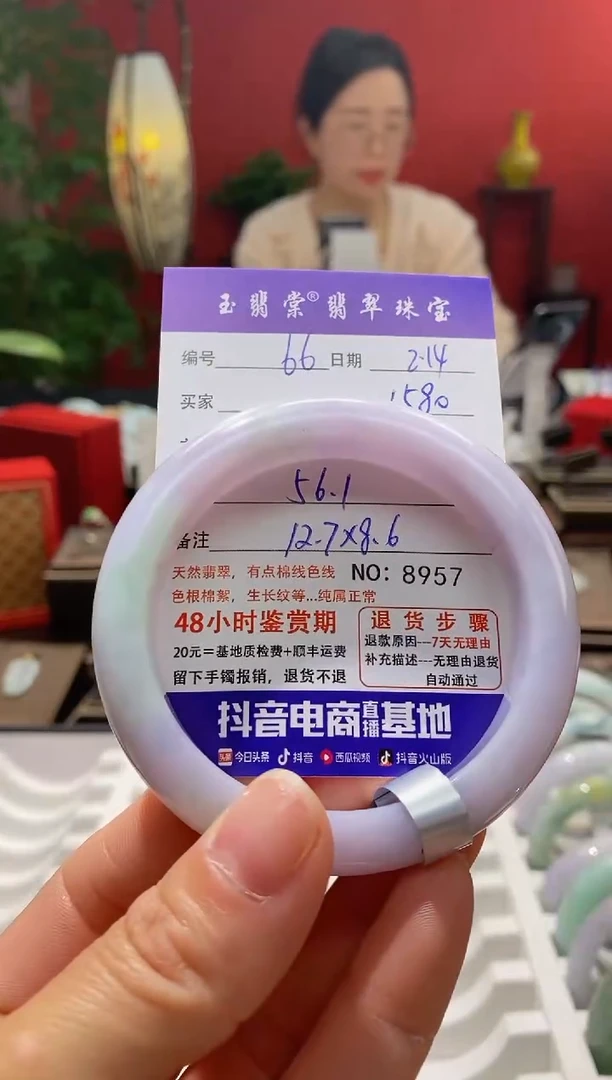 玉翡棠®翡翠珠宝
编号 66 日期 2.14
买家 1580
56.1
备注 12.7×8.6
天然翡翠，有点棉线色线 NO: 8957
色根棉絮，生长纹等...纯属正常
48小时鉴赏期
20元=基地质检费+顺丰运费
留下手镯报销，退货不退
退货步骤
退款原因---7天无理由
补充描述---无理由退货
自动通过
抖音电商直播基地
头条 今日头条 抖音 西瓜视频 抖音火山版